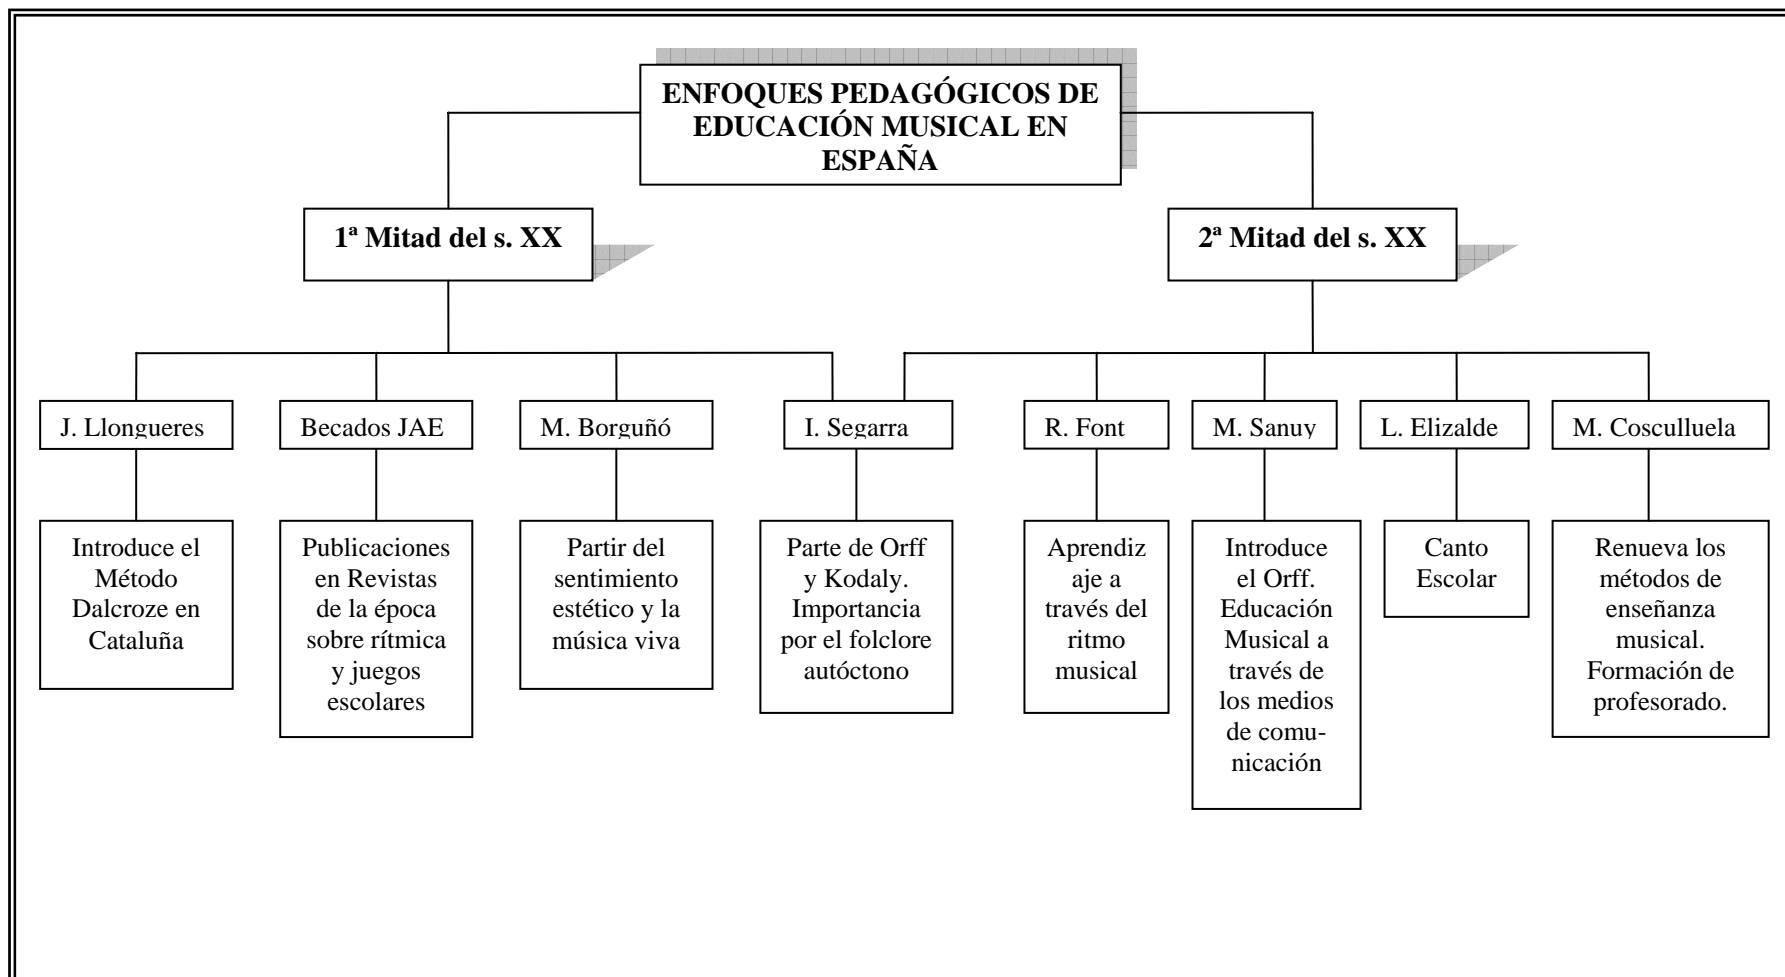 ENFOQUES PEDAGÓGICOS DE
EDUCACIÓN MUSICAL EN
ESPAÑA
1ª Mitad del s. XX
2ª Mitad del s. XX
J. Llongueres
Becados JAE
M. Borguñó
I. Segarra
R. Font
M. Sanuy
L. Elizalde
M. Cosculluela
Introduce el
Método
Dalcroze en
Cataluña
Publicaciones
en Revistas
de la época
sobre rítmica
y juegos
escolares
Partir del
sentimiento
estético y la
música viva
Parte de Orff
y Kodaly.
Importancia
por el folclore
autóctono
Aprendiz
aje a
través del
ritmo
musical
Introduce
el Orff.
Educación
Musical a
través de
los medios
de comu-
nicación
Canto
Escolar
Renueva los
métodos de
enseñanza
musical.
Formación de
profesorado.